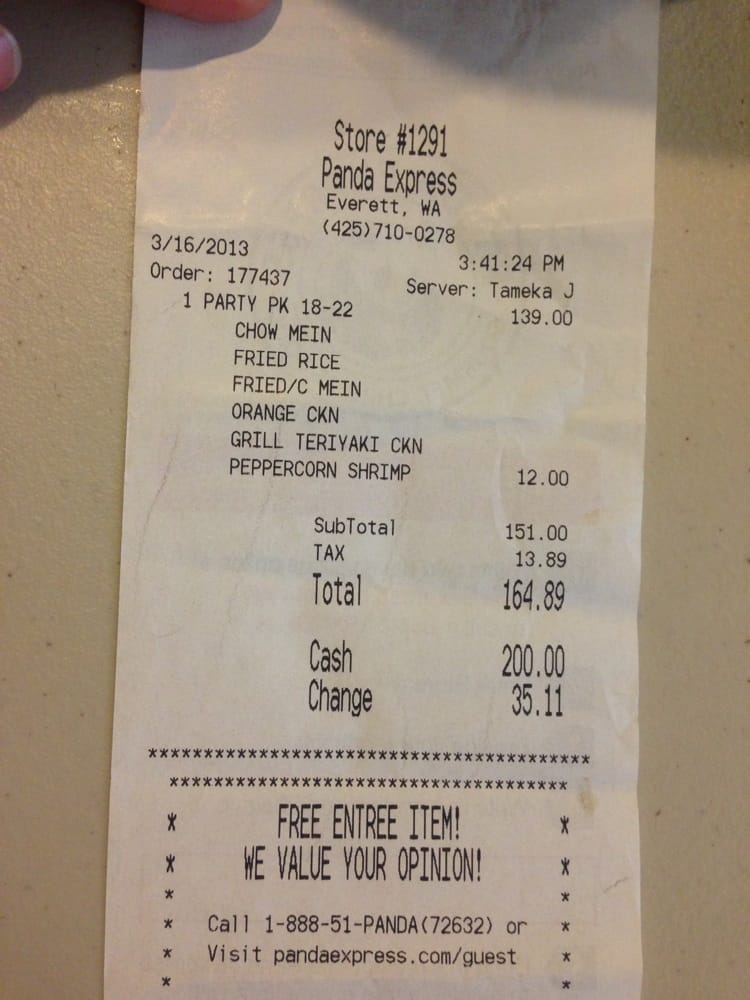 Store #1291
Panda Express
Everett, WA
(425)710-0278
3/16/2013 3:41:24 PM
Order: 177437 Server: Tameka J
1 PARTY PK 18-22 139.00
CHOW MEIN
FRIED RICE
FRIED/C MEIN
ORANGE CKN
GRILL TERIYAKI CKN
PEPPERCORN SHRIMP 12.00
SubTotal 151.00
TAX 13.89
Total 164.89
Cash 200.00
Change 35.11
****************************************
*************************************
* FREE ENTREE ITEM! *
* WE VALUE YOUR OPINION! *
* *
* Call 1-888-51-PANDA(72632) or *
* Visit pandaexpress.com/guest *
* *